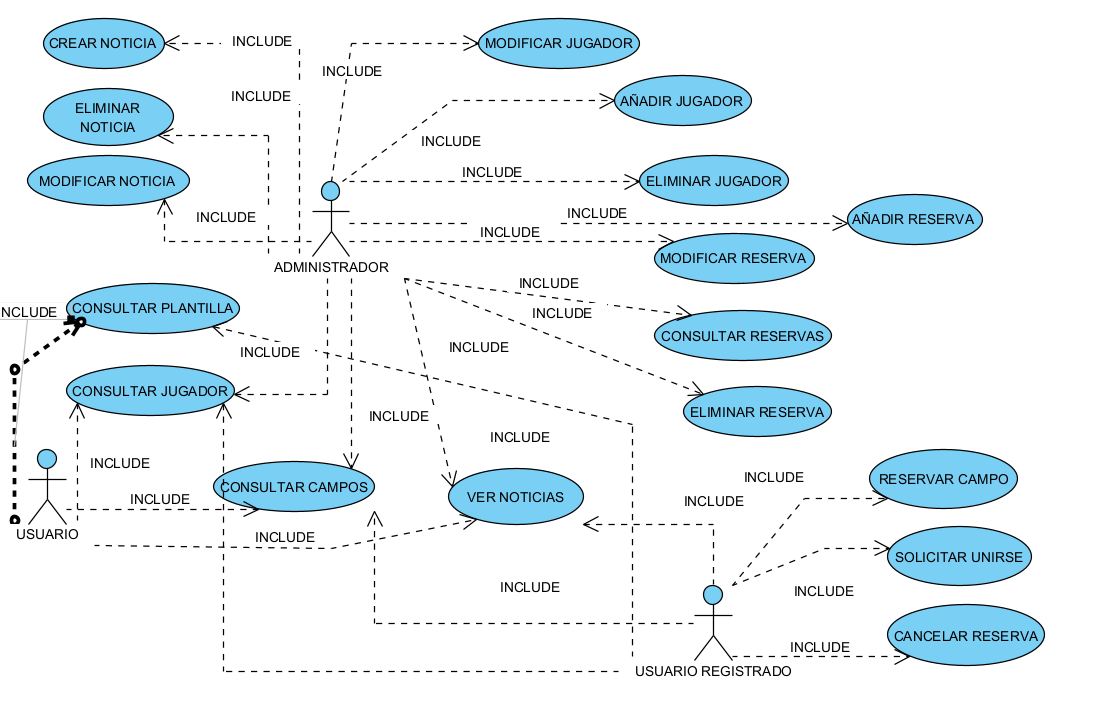 CREAR NOTICIA
INCLUDE
MODIFICAR JUGADOR
INCLUDE
INCLUDE
AÑADIR JUGADOR
ELIMINAR
NOTICIA
INCLUDE
MODIFICAR NOTICIA
INCLUDE
ELIMINAR JUGADOR
INCLUDE
INCLUDE
AÑADIR RESERVA
INCLUDE
MODIFICAR RESERVA
ADMINISTRADOR
INCLUDE
CONSULTAR PLANTILLA
NCLUDE
INCLUDE
CONSULTAR RESERVAS
INCLUDE
INCLUDE
CONSULTAR JUGADOR
ELIMINAR RESERVA
INCLUDE
INCLUDE
INCLUDE
INCLUDE
RESERVAR CAMPO
CONSULTAR CAMPOS
VER NOTICIAS
INCLUDE
INCLUDE
USUARIO
INCLUDE
SOLICITAR UNIRSE
INCLUDE
INCLUDE
CANCELAR RESERVA
INCLUDE
USUARIO REGISTRADO